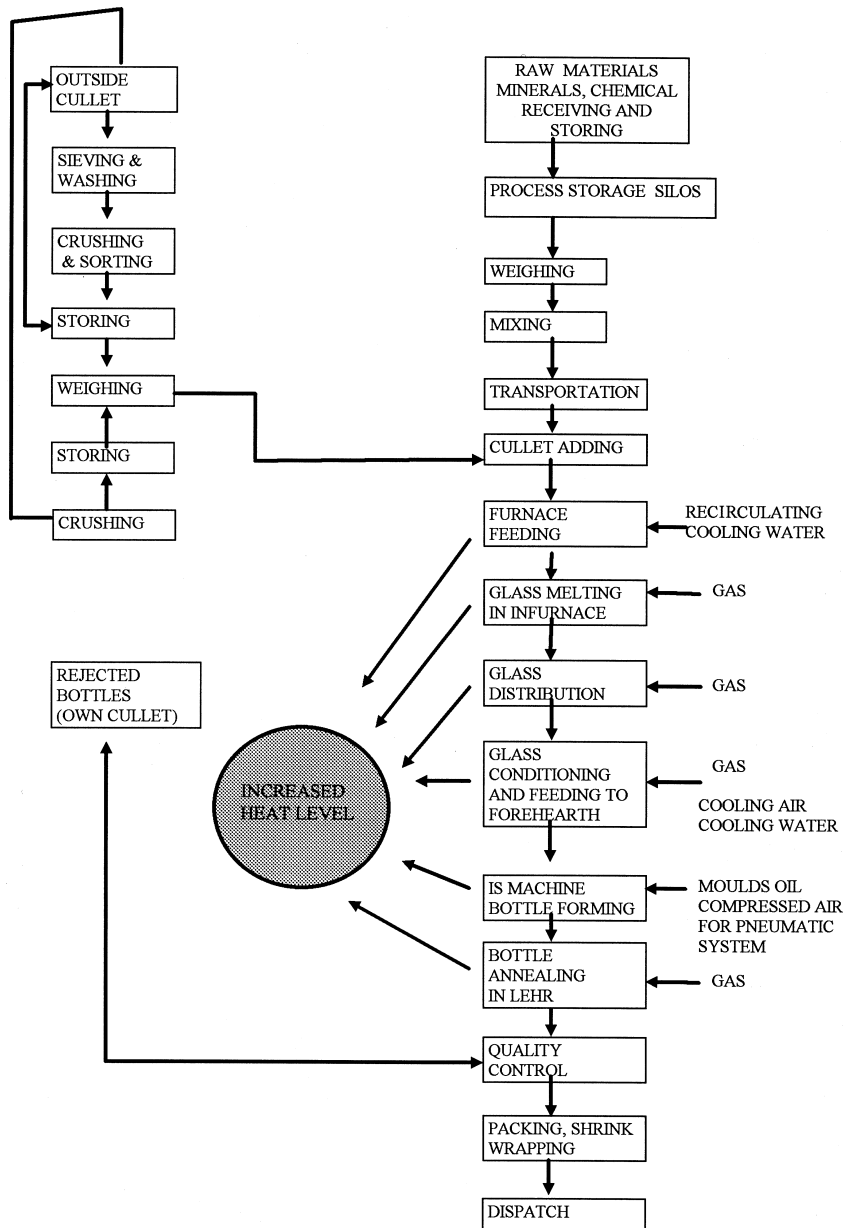 OUTSIDE
CULLET
SIEVING &
WASHING
CRUSHING
& SORTING
STORING
WEIGHING
STORING
CRUSHING
REJECTED
BOTTLES
(OWN CULLET)
INCREASED
HEAT LEVEL
RAW MATERIALS
MINERALS, CHEMICAL
RECEIVING AND
STORING
PROCESS STORAGE SILOS
WEIGHING
MIXING
TRANSPORTATION
CULLET ADDING
FURNACE
FEEDING
RECIRCULATING
COOLING WATER
GLASS MELTING
IN INFURNACE
GAS
GLASS
DISTRIBUTION
GAS
GLASS
CONDITIONING
AND FEEDING TO
FOREHEARTH
GAS
COOLING AIR
COOLING WATER
IS MACHINE
BOTTLE FORMING
MOULDS OIL
COMPRESSED AIR
FOR PNEUMATIC
SYSTEM
BOTTLE
ANNEALING
IN LEHR
GAS
QUALITY
CONTROL
PACKING, SHRINK
WRAPPING
DISPATCH